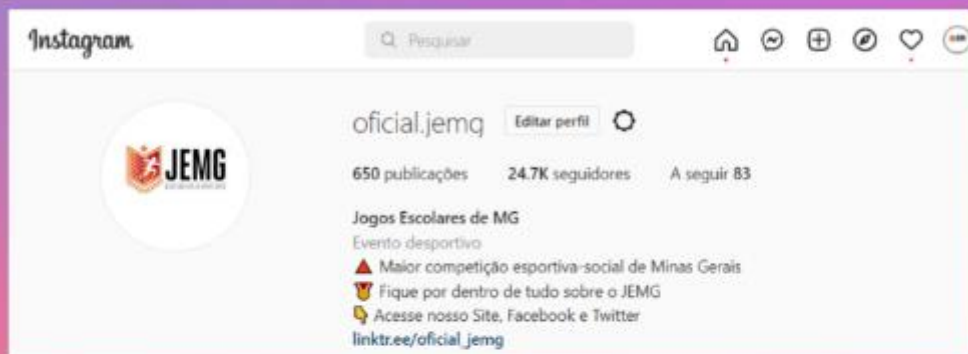 Instagram
Pesquisar
oficial.jemg Editar perfil
JEMG
650 publicações 24.7K seguidores A seguir 83
Jogos Escolares de MG
Evento desportivo
Maior competição esportiva-social de Minas Gerais
Fique por dentro de tudo sobre o JEMG
Acesse nosso Site, Facebook e Twitter
linktr.ee/oficial_jemg